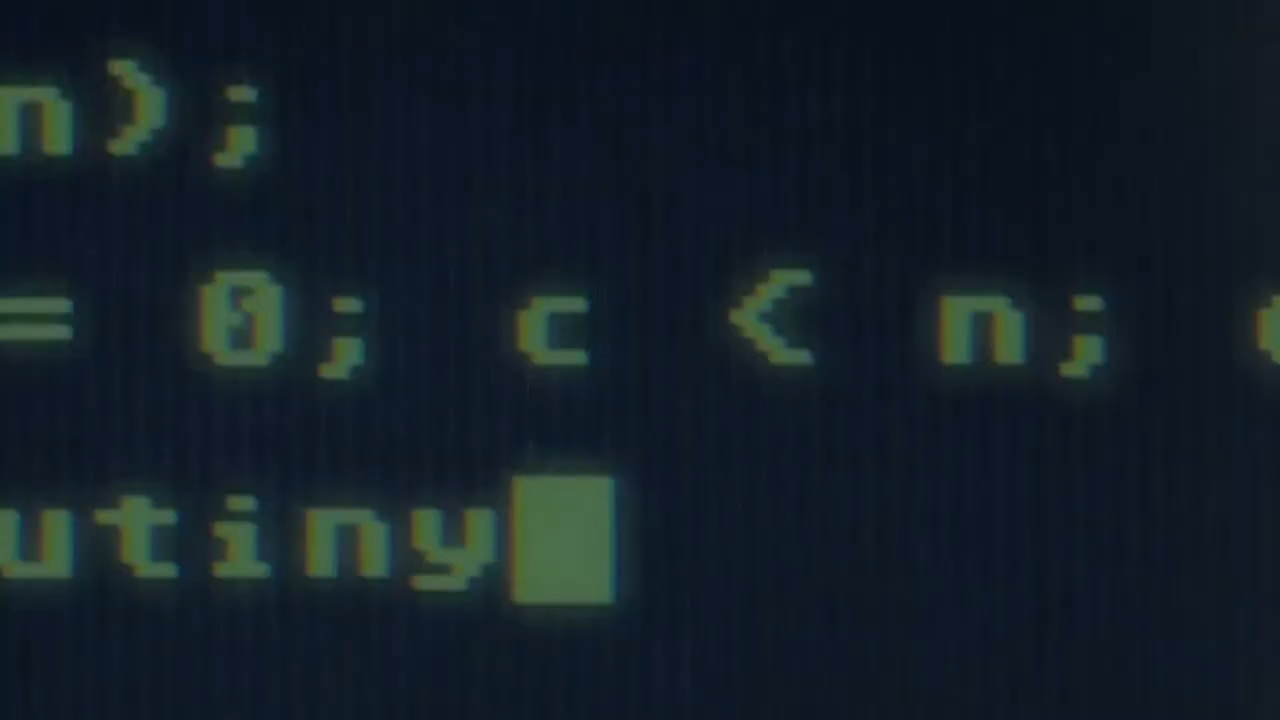 n);
= 0; c < n; c
utiny